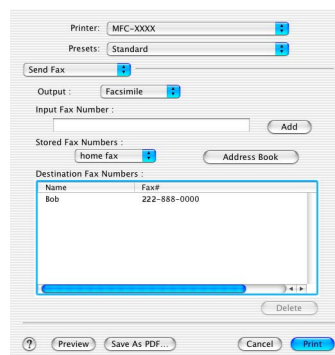 Printer: MFC-XXXX
Presets: Standard
Send Fax
Output : Facsimile
Input Fax Number :
Add
Stored Fax Numbers :
home fax Address Book
Destination Fax Numbers :
Name Fax#
Bob 222-888-0000
Delete
? Preview Save As PDF... Cancel Print